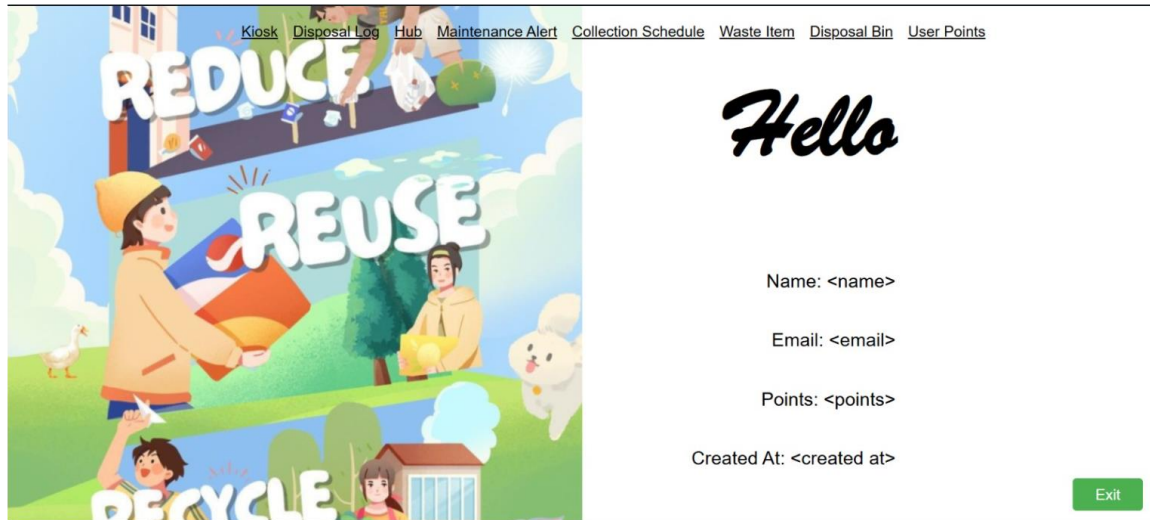 Kiosk Disposal Log Hub Maintenance Alert Collection Schedule Waste Item Disposal Bin User Points
REDUCE
REUSE
RECYCLE
Hello
Name: <name>
Email: <email>
Points: <points>
Created At: <created at>
Exit